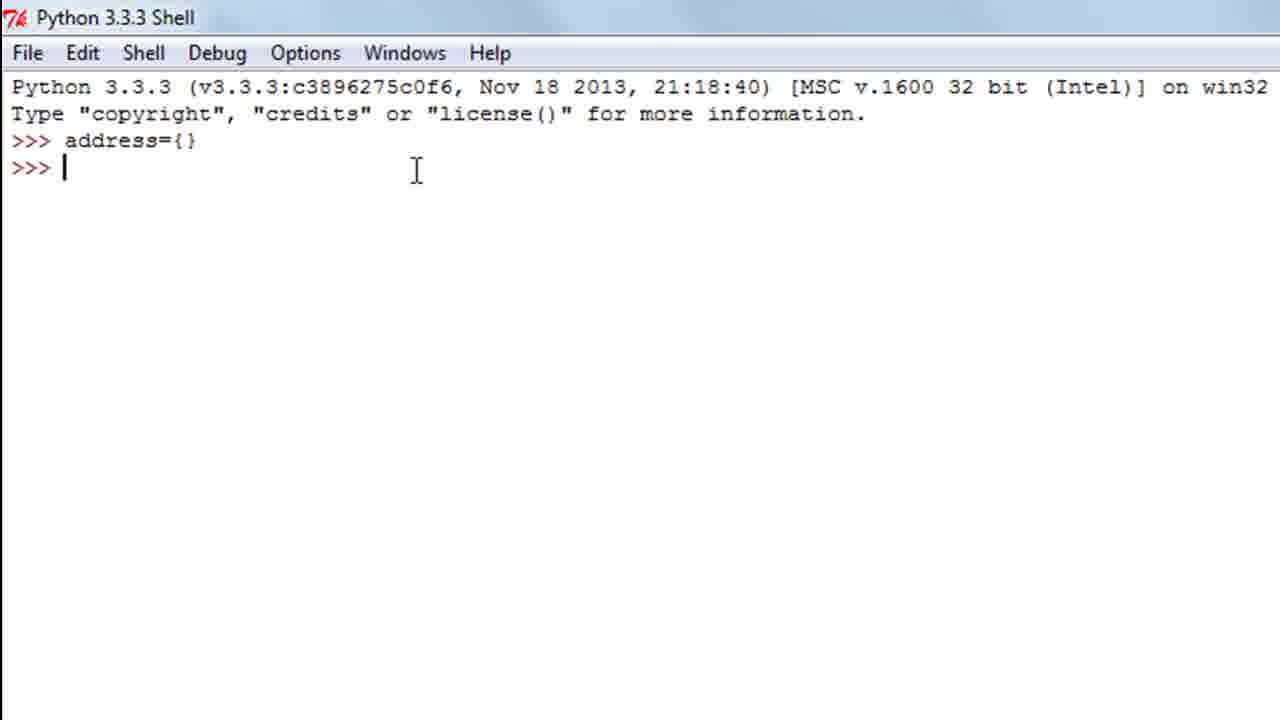 Python 3.3.3 Shell
File Edit Shell Debug Options Windows Help
Python 3.3.3 (v3.3.3:c3896275c0f6, Nov 18 2013, 21:18:40) [MSC v.1600 32 bit (Intel)] on win32
Type "copyright", "credits" or "license()" for more information.
>>> address={}
>>>